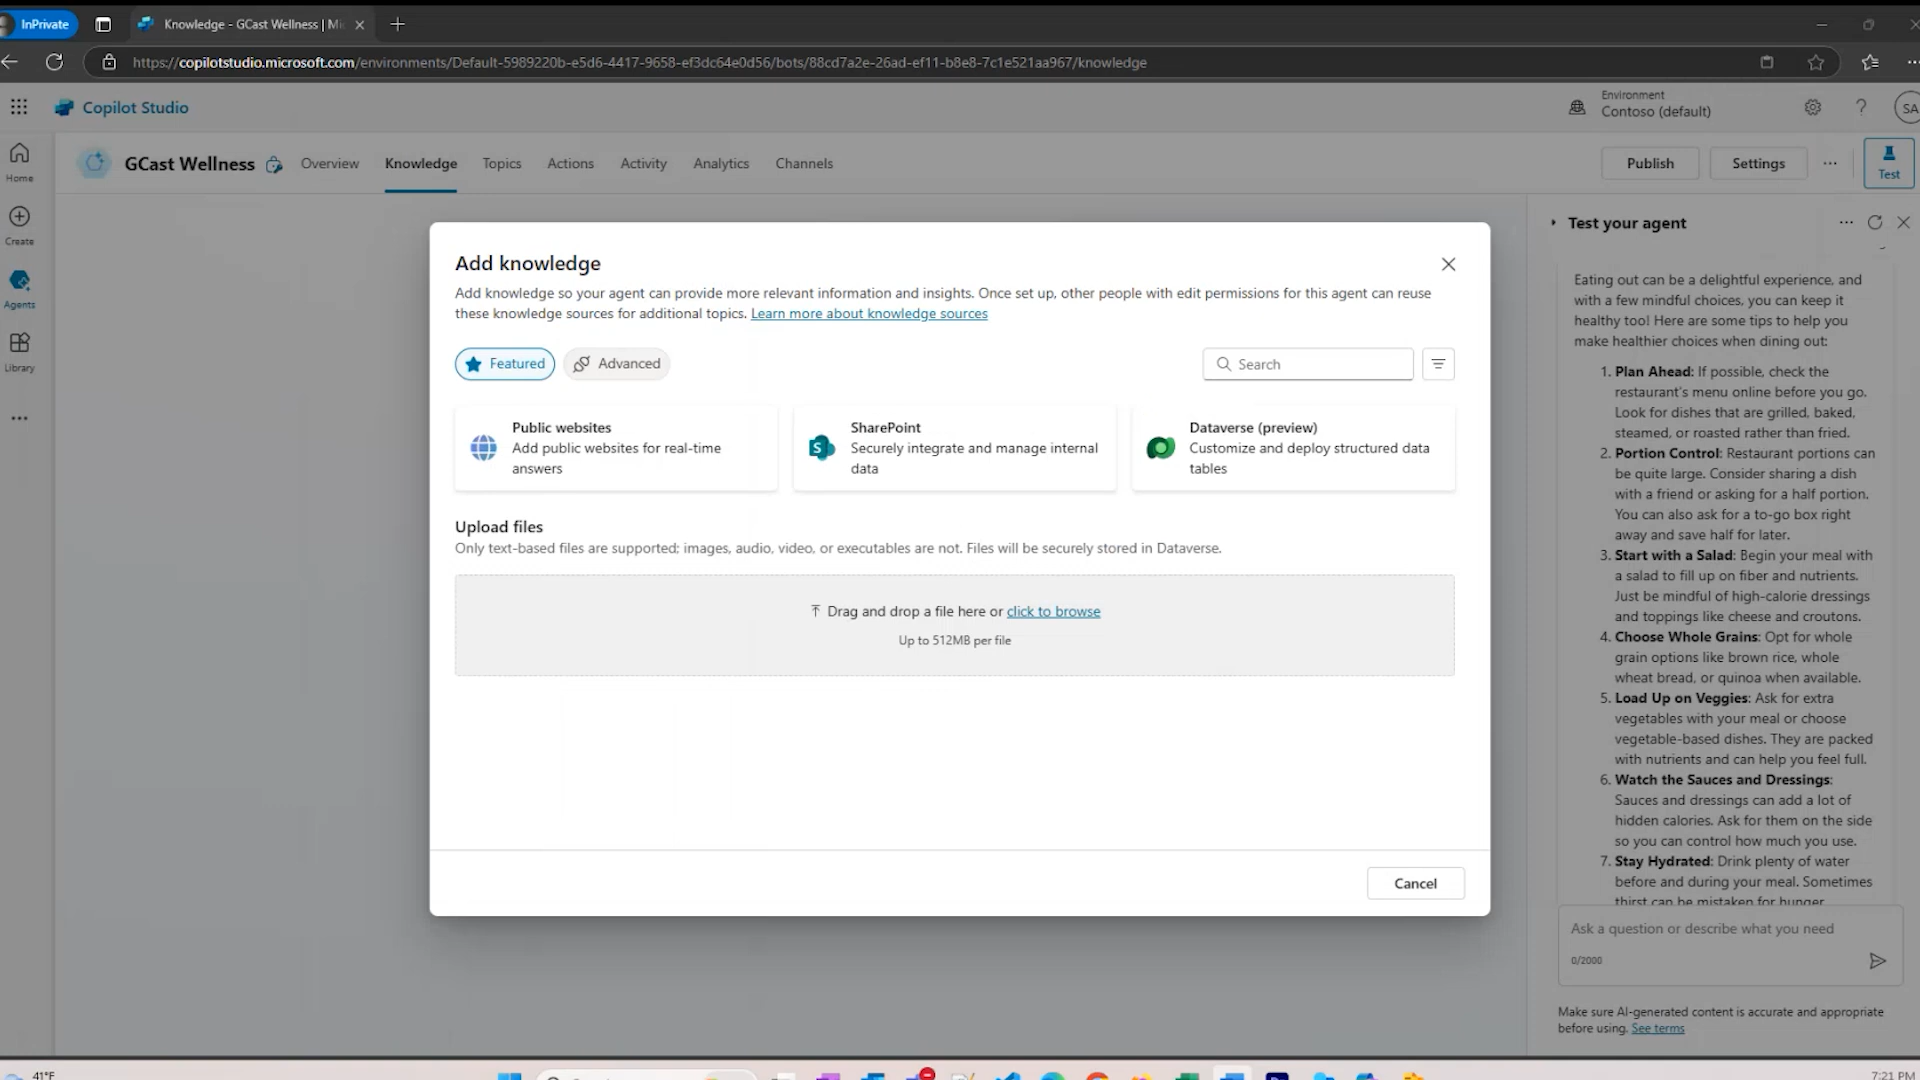 InPrivate
Knowledge - GCast Wellness | Mi
https://copilotstudio.microsoft.com/environments/Default-5989220b-e5d6-4417-9658-ef3dc64e0d56/bots/88cd7a2e-26ad-ef11-b8e8-7c1e521aa967/knowledge
Copilot Studio
Environment
Contoso (default)
?
SA
Home
Create
Agents
Library
GCast Wellness
Overview
Knowledge
Topics
Actions
Activity
Analytics
Channels
Publish
Settings
Test
Add knowledge
Add knowledge so your agent can provide more relevant information and insights. Once set up, other people with edit permissions for this agent can reuse
these knowledge sources for additional topics. Learn more about knowledge sources
Featured
Advanced
Search
Public websites
Add public websites for real-time
answers
SharePoint
Securely integrate and manage internal
data
Dataverse (preview)
Customize and deploy structured data
tables
Upload files
Only text-based files are supported; images, audio, video, or executables are not. Files will be securely stored in Dataverse.
Drag and drop a file here or click to browse
Up to 512MB per file
Cancel
Test your agent
Eating out can be a delightful experience, and
with a few mindful choices, you can keep it
healthy too! Here are some tips to help you
make healthier choices when dining out:
1. Plan Ahead: If possible, check the
restaurant's menu online before you go.
Look for dishes that are grilled, baked,
steamed, or roasted rather than fried.
2. Portion Control: Restaurant portions can
be quite large. Consider sharing a dish
with a friend or asking for a half portion.
You can also ask for a to-go box right
away and save half for later.
3. Start with a Salad: Begin your meal with
a salad to fill up on fiber and nutrients.
Just be mindful of high-calorie dressings
and toppings like cheese and croutons.
4. Choose Whole Grains: Opt for whole
grain options like brown rice, whole
wheat bread, or quinoa when available.
5. Load Up on Veggies: Ask for extra
vegetables with your meal or choose
vegetable-based dishes. They are packed
with nutrients and can help you feel full.
6. Watch the Sauces and Dressings:
Sauces and dressings can add a lot of
hidden calories. Ask for them on the side
so you can control how much you use.
7. Stay Hydrated: Drink plenty of water
before and during your meal. Sometimes
thirst can be mistaken for hunger
Ask a question or describe what you need
0/2000
Make sure AI-generated content is accurate and appropriate
before using. See terms
41°F
7:21 PM